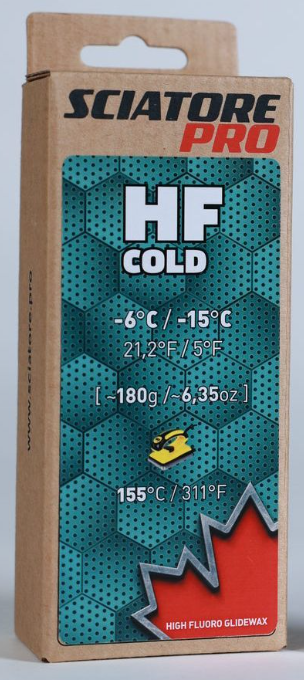 SCIATORE
PRO
HF
COLD
-6°C / -15°C
21,2°F / 5°F
[ ~180g /~6,35oz ]
155°C / 311°F
HIGH FLUORO GLIDEWAX
www.sciatore.pro